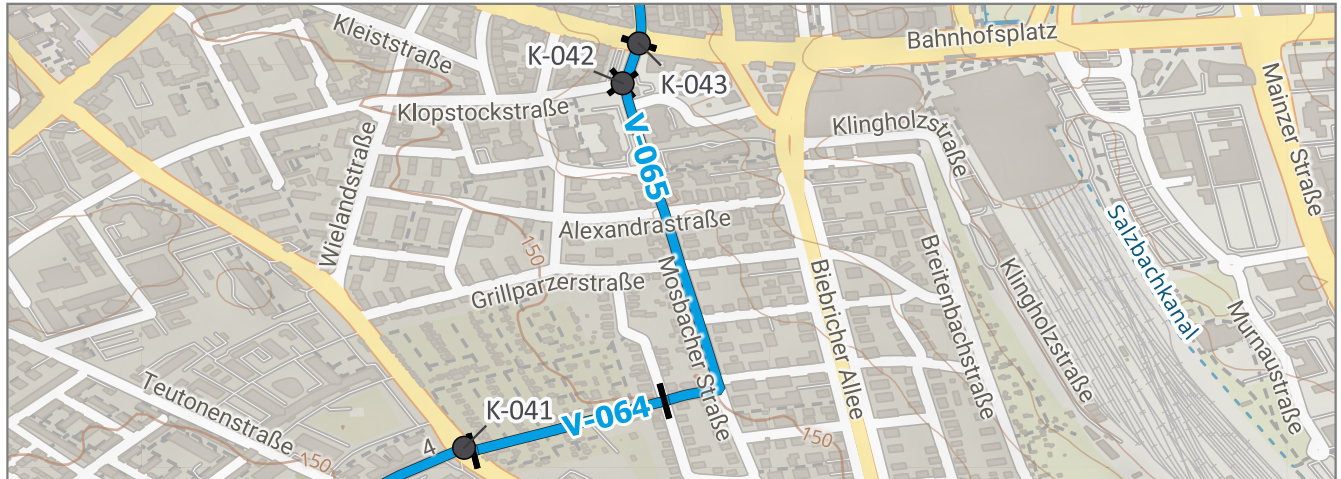 Kleiststraße
Bahnhofsplatz
K-042
K-043
Mainzer Straße
Klopstockstraße
Klingholzstraße
Wielandstraße
V-065
Alexandrastraße
Salzbachkanal
150
Mosbacher Straße
Breitenbachstraße
Klingholzstraße
Biebricher Allee
Grillparzerstraße
Murnaustraße
Teutonenstraße
K-041
V-064
4
150
150